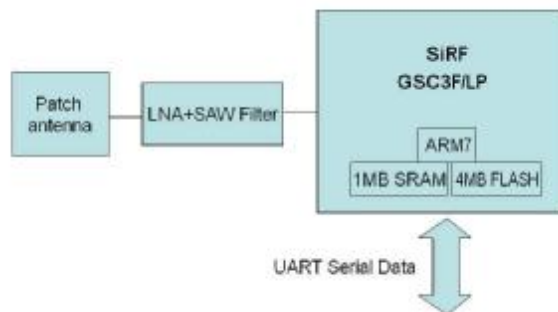 SiRF
GSC3F/LP
Patch
antenna
LNA+SAW Filter
ARM7
1MB SRAM
4MB FLASH
UART Serial Data